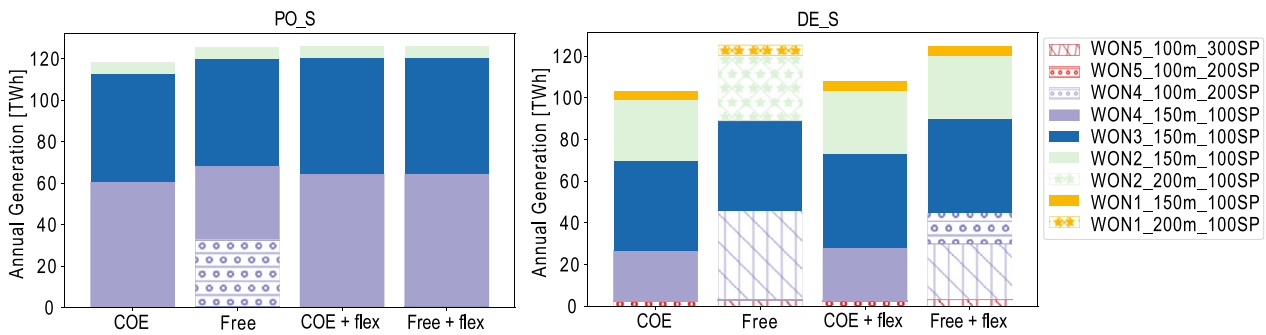 PO_S
Annual Generation [TWh]
120
100
80
60
40
20
0
COE
Free
COE + flex
Free + flex
DE_S
Annual Generation [TWh]
120
100
80
60
40
20
0
COE
Free
COE + flex
Free + flex
WON5_100m_300SP
WON5_100m_200SP
WON4_100m_200SP
WON4_150m_100SP
WON3_150m_100SP
WON2_150m_100SP
WON2_200m_100SP
WON1_150m_100SP
WON1_200m_100SP